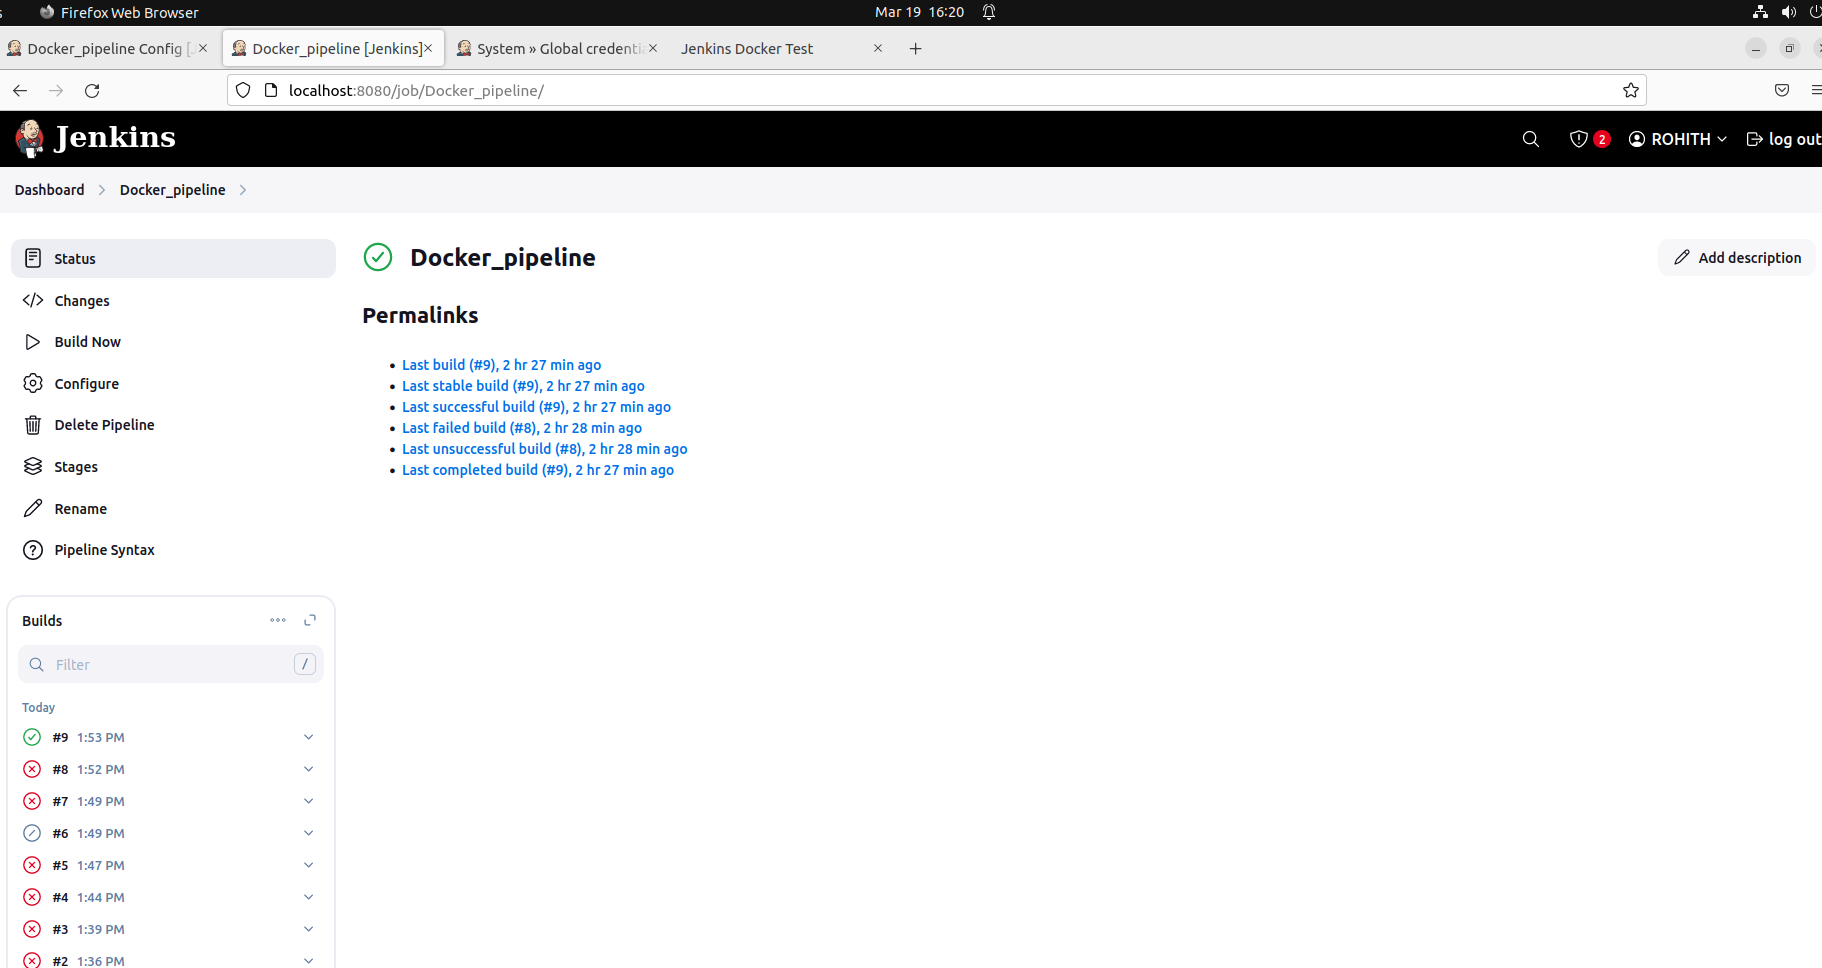 Firefox Web Browser
Mar 19 16:20
Docker_pipeline Config [
Docker_pipeline [Jenkins]
System » Global credentia
Jenkins Docker Test
localhost:8080/job/Docker_pipeline/
Jenkins
2
ROHITH
log out
Dashboard
Docker_pipeline
Status
Changes
Build Now
Configure
Delete Pipeline
Stages
Rename
Pipeline Syntax
Docker_pipeline
Add description
Permalinks
Last build (#9), 2 hr 27 min ago
Last stable build (#9), 2 hr 27 min ago
Last successful build (#9), 2 hr 27 min ago
Last failed build (#8), 2 hr 28 min ago
Last unsuccessful build (#8), 2 hr 28 min ago
Last completed build (#9), 2 hr 27 min ago
Builds
Filter
/
Today
#9 1:53 PM
#8 1:52 PM
#7 1:49 PM
#6 1:49 PM
#5 1:47 PM
#4 1:44 PM
#3 1:39 PM
#2 1:36 PM